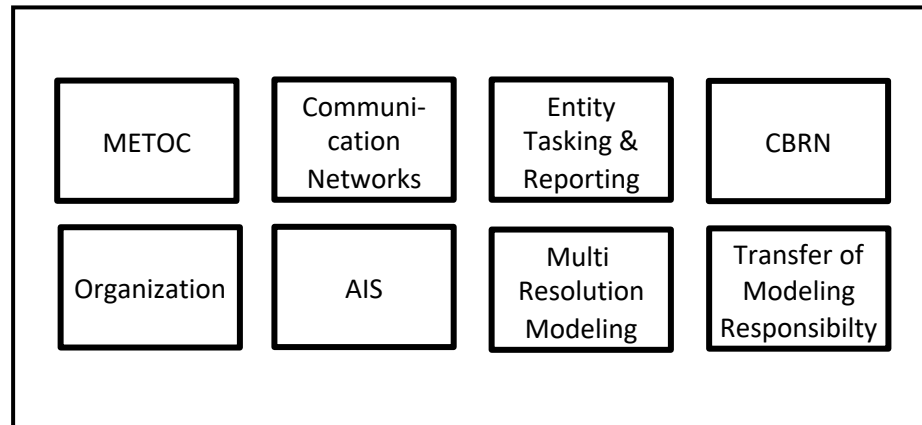 METOC
Communi-
cation
Networks
Entity
Tasking &
Reporting
CBRN
Organization
AIS
Multi
Resolution
Modeling
Transfer of
Modeling
Responsibilty